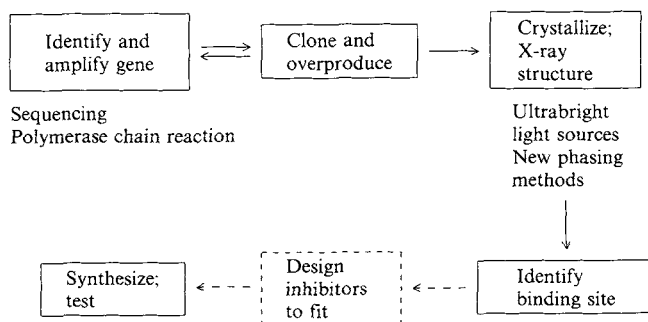 Identify and
amplify gene
Clone and
overproduce
Crystallize;
X-ray
structure
Sequencing
Polymerase chain reaction
Ultrabright
light sources
New phasing
methods
Identify
binding site
Design
inhibitors
to fit
Synthesize;
test